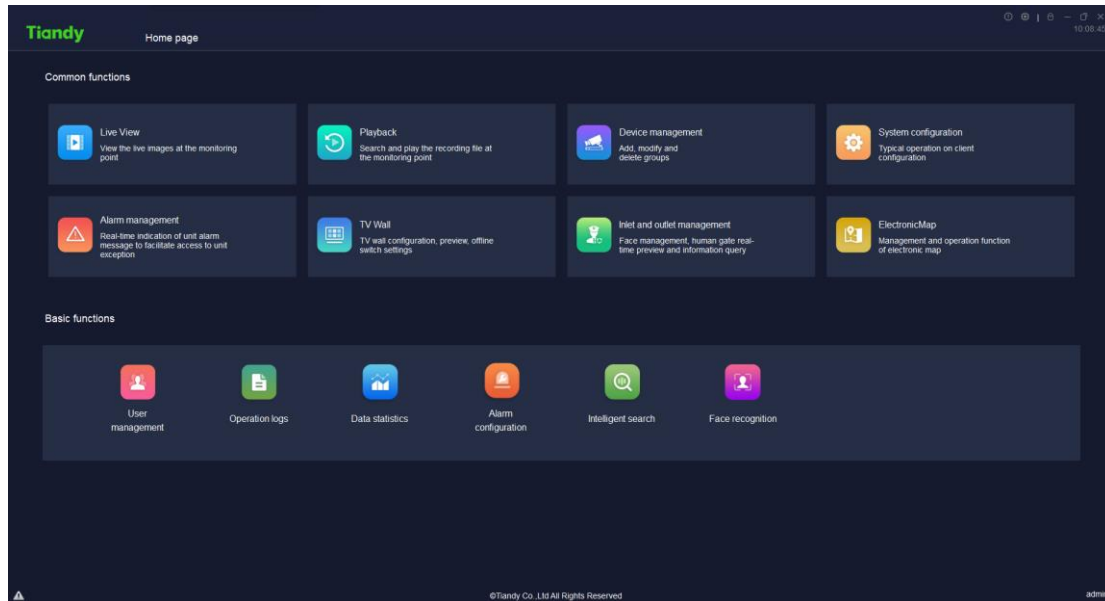 Tiandy
Home page
10:08:45
Common functions
Live View
View the live images at the monitoring
point
Playback
Search and play the recording file at
the monitoring point
Device management
Add, modify and
delete groups
System configuration
Typical operation on client
configuration
Alarm management
Real-time indication of unit alarm
message to facilitate access to unit
exception
TV Wall
TV wall configuration, preview, offline
switch settings
Inlet and outlet management
Face management, human gate real-
time preview and information query
ElectronicMap
Management and operation function
of electronic map
Basic functions
User
management
Operation logs
Data statistics
Alarm
configuration
Intelligent search
Face recognition
©Tiandy Co.,Ltd All Rights Reserved
admin